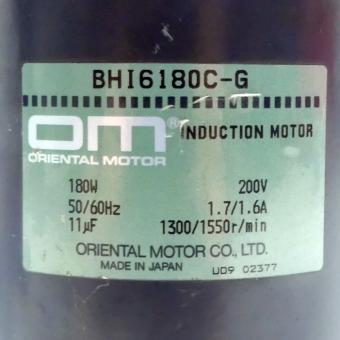 BHI6180C-G
OM® INDUCTION MOTOR
ORIENTAL MOTOR
180W 200V
50/60Hz 1.7/1.6A
11μF 1300/1550r/min
ORIENTAL MOTOR CO., LTD.
MADE IN JAPAN UD9 02377